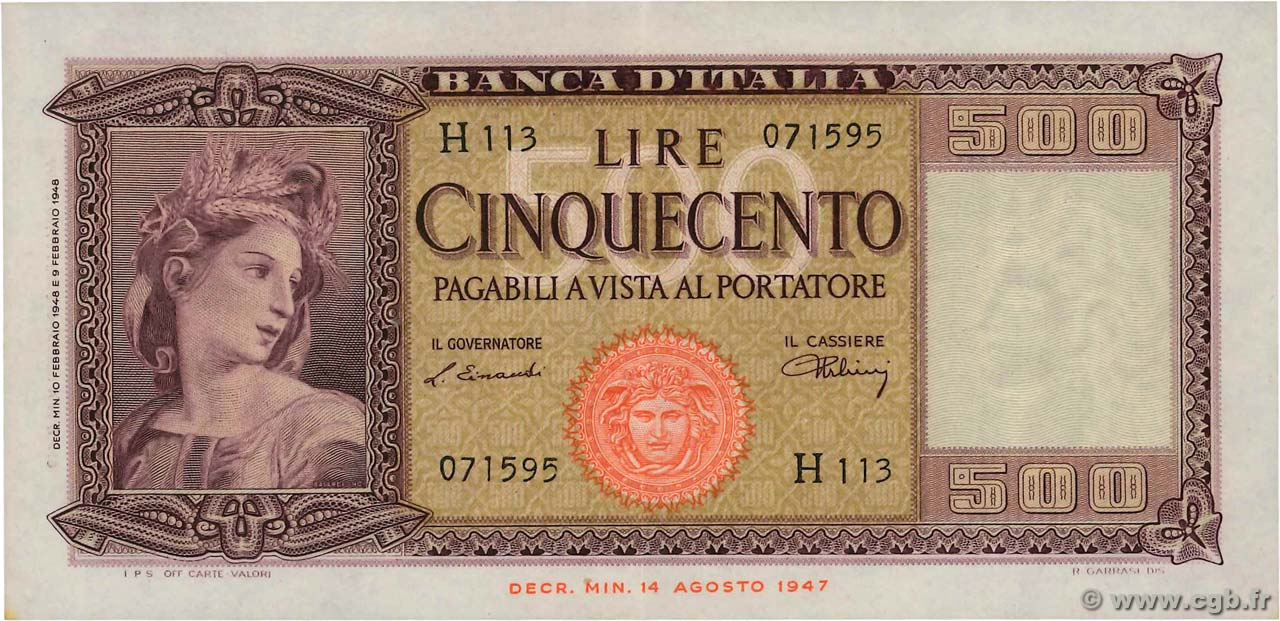 BANCA D'ITALIA
H 113 071595
500
LIRE
500
CINQUECENTO
PAGABILI A VISTA AL PORTATORE
IL GOVERNATORE
L. Einaudi
IL CASSIERE
071595
H 113
500
DECR. MIN 10 FEBBRAIO 1948 E 9 FEBBRAIO 1948
I P S OFF CARTE-VALORI
R GARRASI DIS
DECR. MIN. 14 AGOSTO 1947
© www.cgb.fr